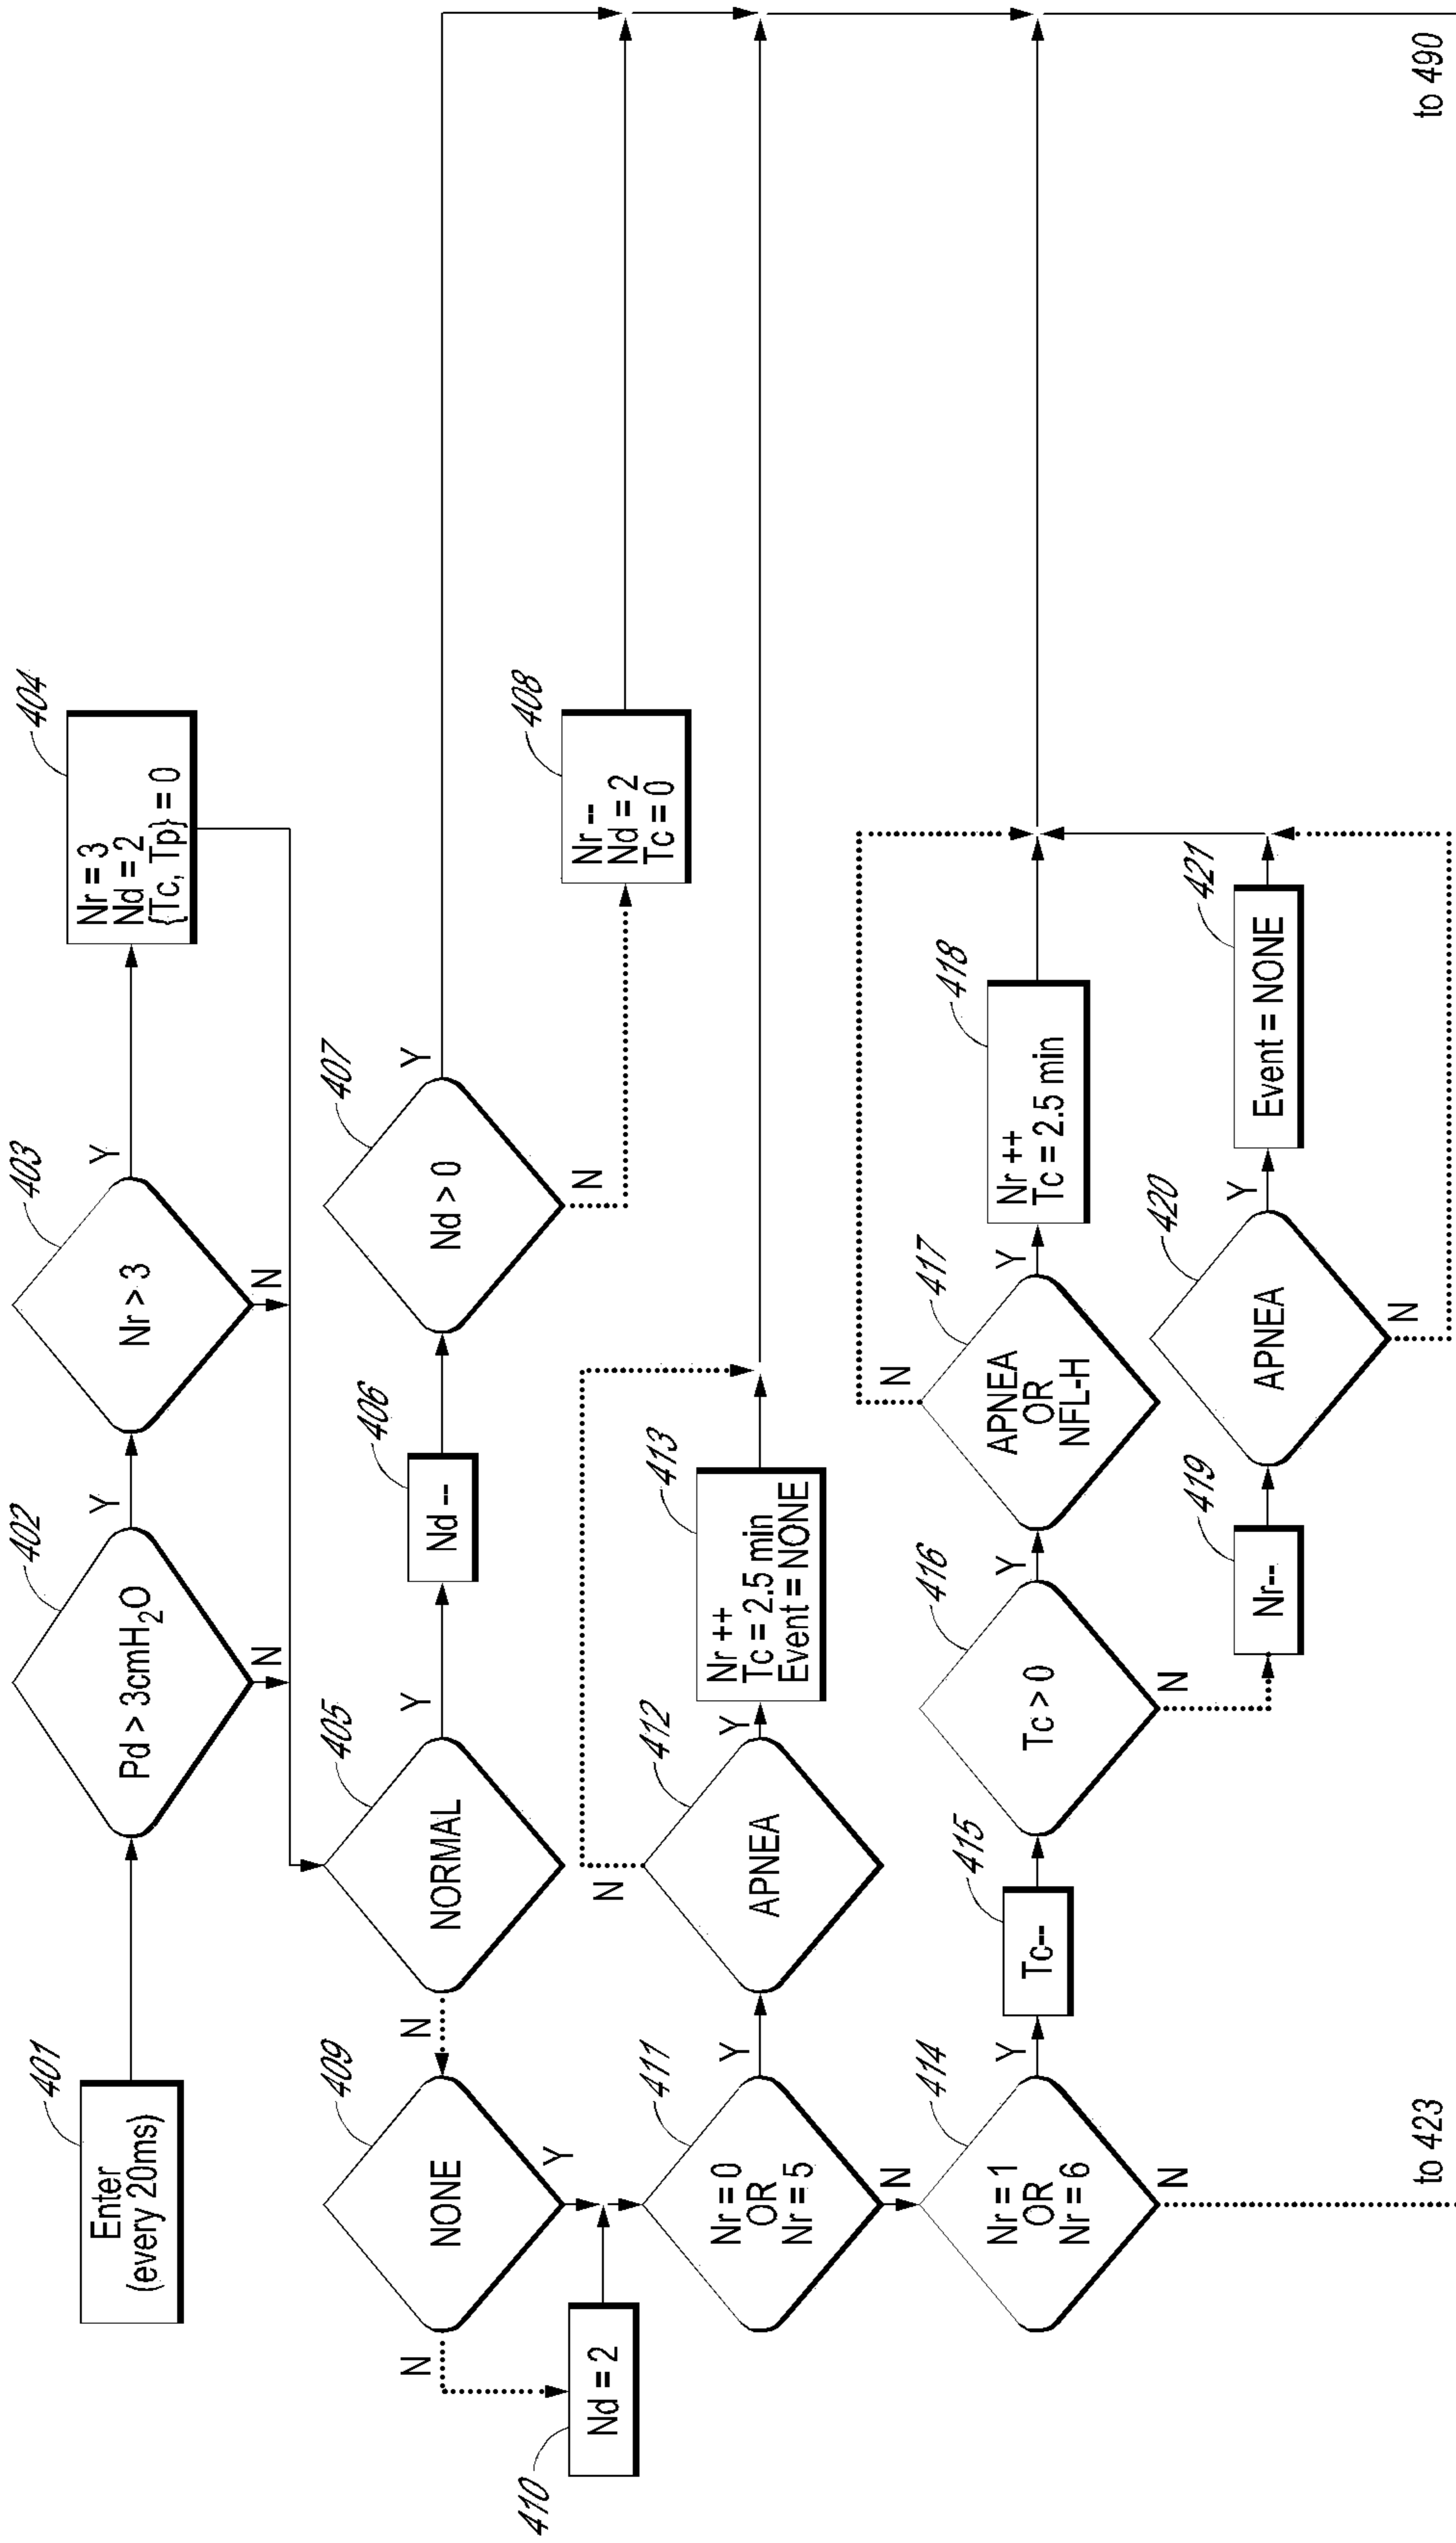 401
Enter
(every 20ms)
402
Pd > 3cmH2O
Y
N
403
Nr > 3
Y
N
404
Nr = 3
Nd = 2
{Tc, Tp} = 0
405
NORMAL
Y
N
406
Nd --
407
Nd > 0
Y
N
408
Nr --
Nd = 2
Tc = 0
409
NONE
Y
N
410
Nd = 2
411
Nr = 0
OR
Nr = 5
Y
N
412
APNEA
Y
N
413
Nr ++
Tc = 2.5 min
Event = NONE
414
Nr = 1
OR
Nr = 6
Y
N
415
Tc--
416
Tc > 0
Y
N
417
APNEA
OR
NFL-H
Y
N
418
Nr ++
Tc = 2.5 min
419
Nr--
420
APNEA
Y
N
421
Event = NONE
to 423
to 490